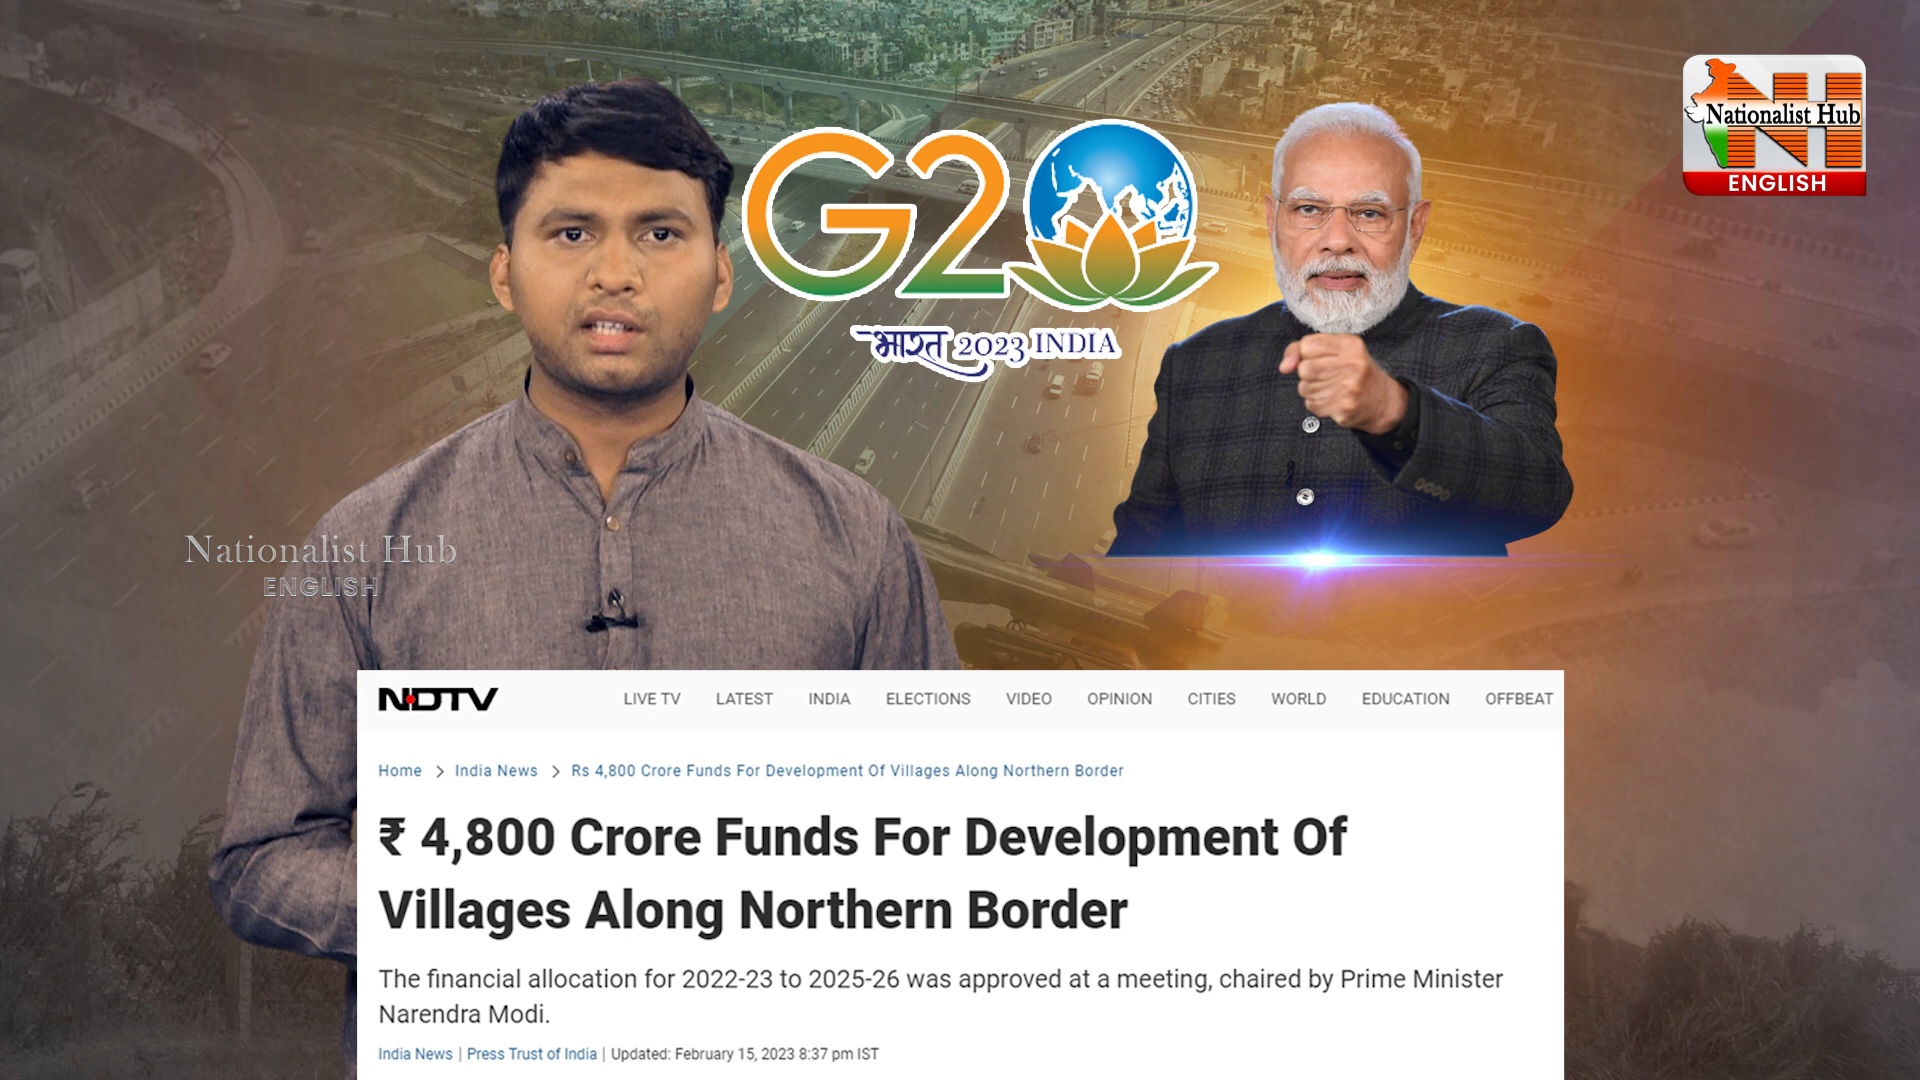 G20
भारत 2023 INDIA
NH
Nationalist Hub
ENGLISH
Nationalist Hub
ENGLISH
NDTV
LIVE TV LATEST INDIA ELECTIONS VIDEO OPINION CITIES WORLD EDUCATION OFFBEAT
Home > India News > Rs 4,800 Crore Funds For Development Of Villages Along Northern Border
₹ 4,800 Crore Funds For Development Of
Villages Along Northern Border
The financial allocation for 2022-23 to 2025-26 was approved at a meeting, chaired by Prime Minister
Narendra Modi.
India News | Press Trust of India | Updated: February 15, 2023 8:37 pm IST